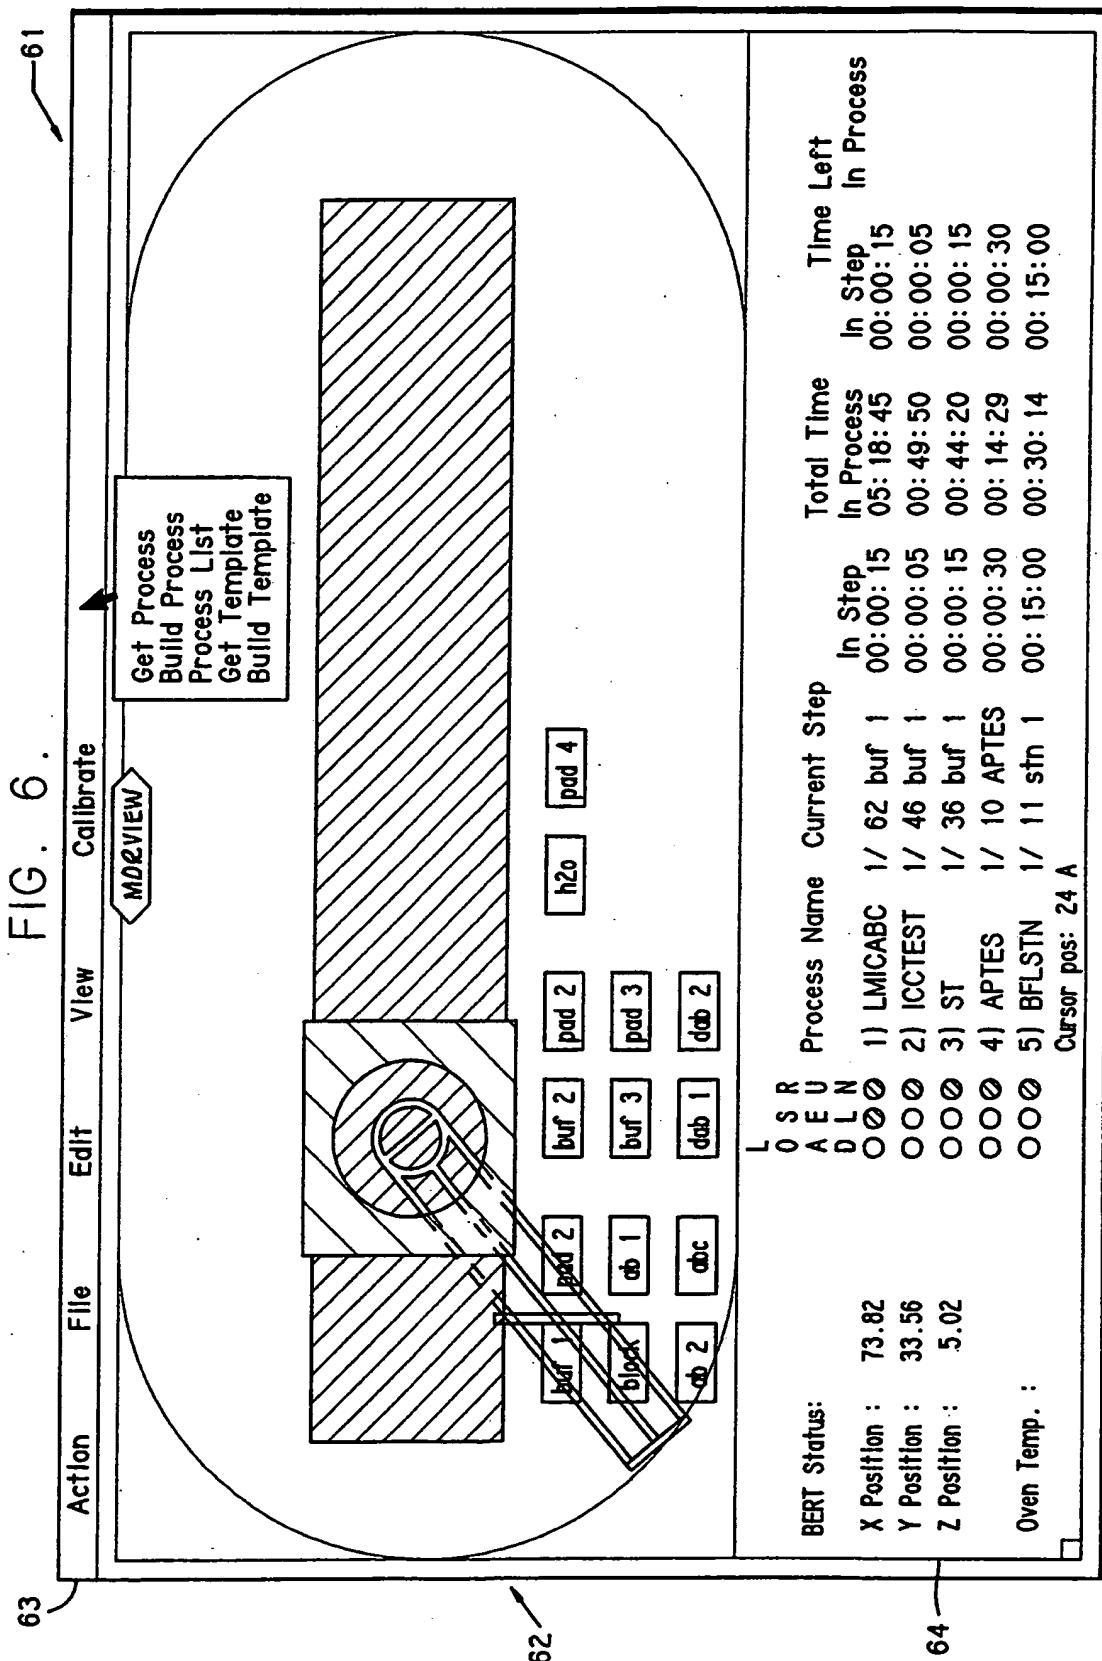 FIG. 6.
61
63
Action File Edit View Calibrate
MDRVIEW
Get Process
Build Process
Process List
Get Template
Build Template
62
buf 1 pad 2 buf 2 pad 2 h2o pad 4
block ab 1 buf 3 pad 3
ab 2 abc dab 1 dab 2
64
BERT Status:
X Position : 73.82
Y Position : 33.56
Z Position : 5.02
Oven Temp. :
L
O S R
A E U
D L N
Process Name Current Step In Step Total Time In Process Time Left In Step In Process
1) LMICABC 1/ 62 buf 1 00:00:15 05:18:45 00:00:15
2) ICCTEST 1/ 46 buf 1 00:00:05 00:49:50 00:00:05
3) ST 1/ 36 buf 1 00:00:15 00:44:20 00:00:15
4) APTES 1/ 10 APTES 00:00:30 00:14:29 00:00:30
5) BFLSTN 1/ 11 stn 1 00:15:00 00:30:14 00:15:00
Cursor pos: 24 A